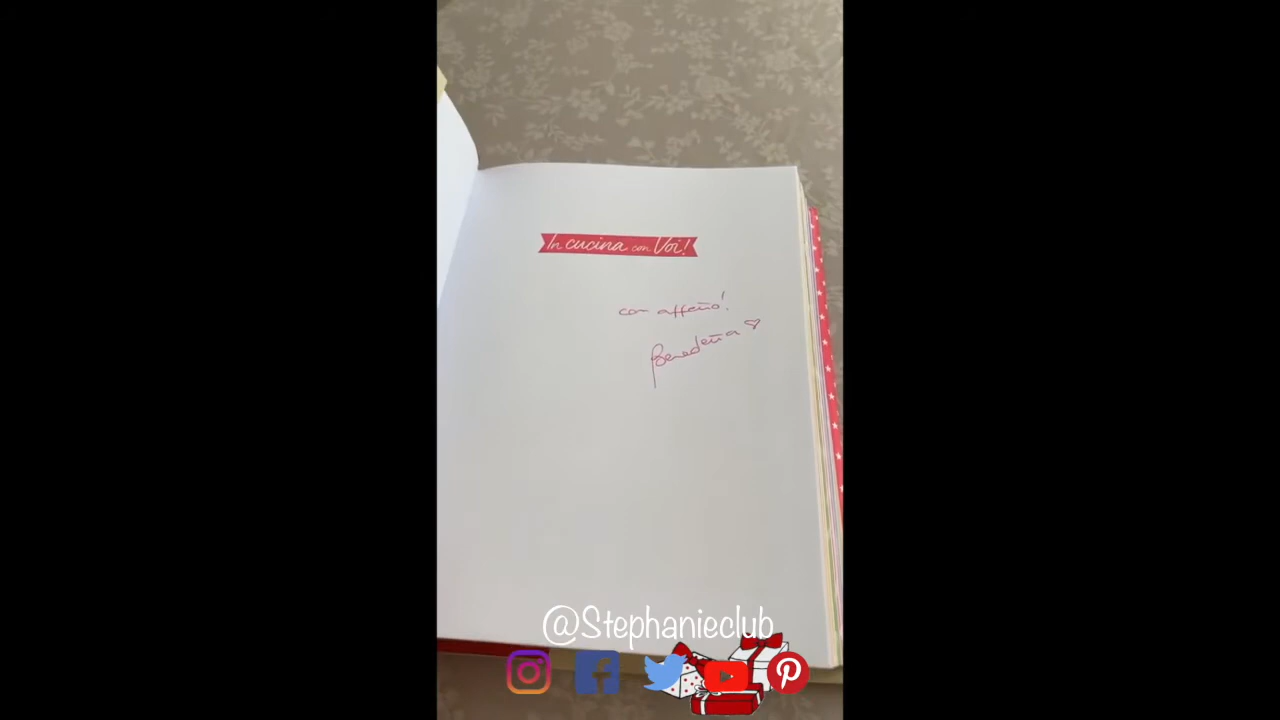 In cucina con Voi!
con affetto!
Benedetta
@Stephanieclub